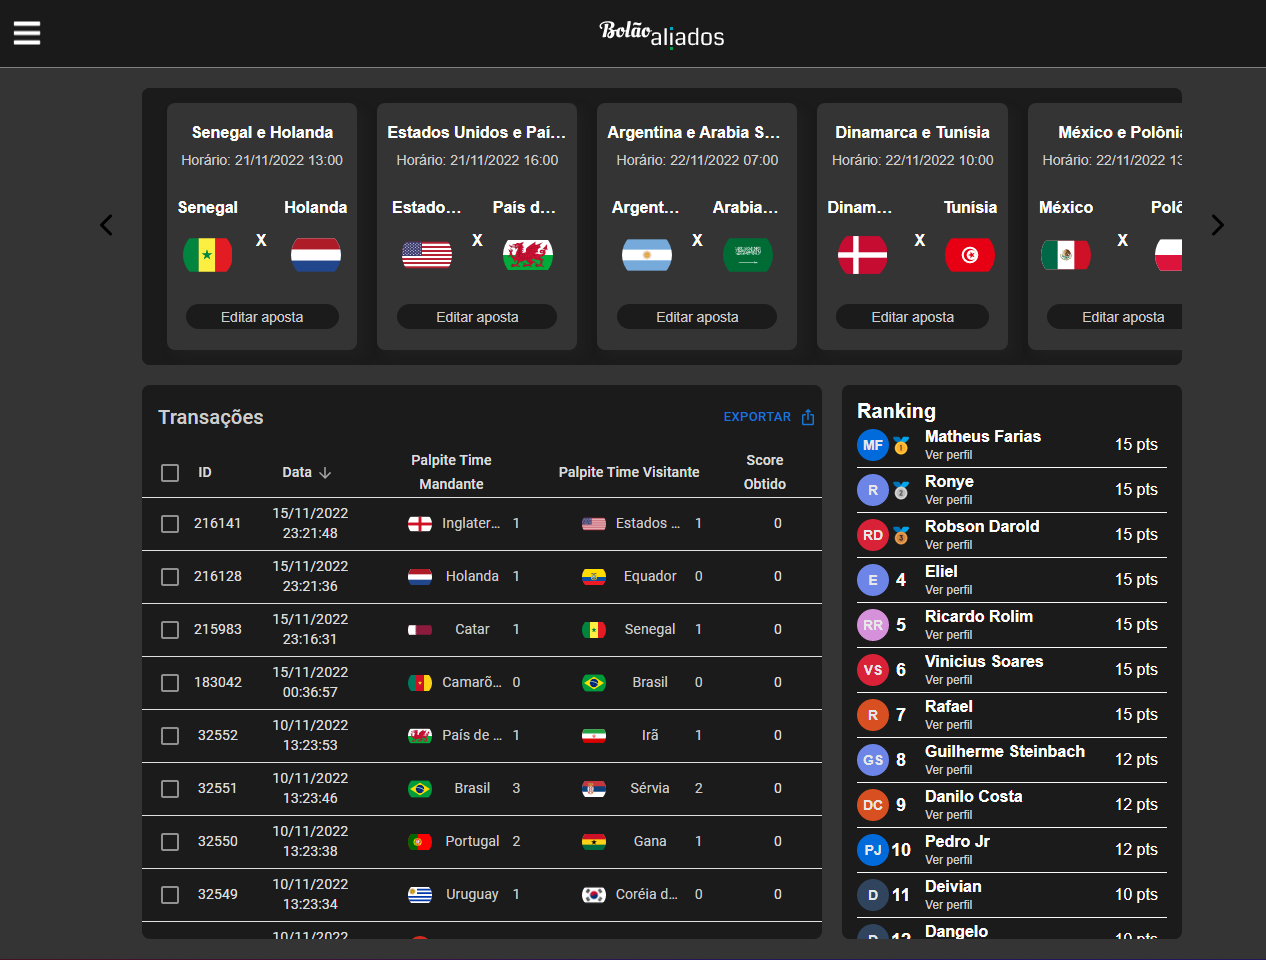 Bolão aliados
Senegal e Holanda
Horário: 21/11/2022 13:00
Senegal X Holanda
Editar aposta
Estados Unidos e Paí...
Horário: 21/11/2022 16:00
Estado... X País d...
Editar aposta
Argentina e Arabia S...
Horário: 22/11/2022 07:00
Argent... X Arabia...
Editar aposta
Dinamarca e Tunísia
Horário: 22/11/2022 10:00
Dinam... X Tunísia
Editar aposta
México e Polônia
Horário: 22/11/2022 13
México X Polô
Editar aposta
Transações
EXPORTAR
ID Data Palpite Time Mandante Palpite Time Visitante Score Obtido
216141 15/11/2022 23:21:48 Inglater... 1 Estados ... 1 0
216128 15/11/2022 23:21:36 Holanda 1 Equador 0 0
215983 15/11/2022 23:16:31 Catar 1 Senegal 1 0
183042 15/11/2022 00:36:57 Camarõ... 0 Brasil 0 0
32552 10/11/2022 13:23:53 País de ... 1 Irã 1 0
32551 10/11/2022 13:23:46 Brasil 3 Sérvia 2 0
32550 10/11/2022 13:23:38 Portugal 2 Gana 1 0
32549 10/11/2022 13:23:34 Uruguay 1 Coréia d... 0 0
10/11/2022
Ranking
MF 1 Matheus Farias 15 pts
Ver perfil
R 2 Ronye 15 pts
Ver perfil
RD 3 Robson Darold 15 pts
Ver perfil
E 4 Eliel 15 pts
Ver perfil
RR 5 Ricardo Rolim 15 pts
Ver perfil
VS 6 Vinicius Soares 15 pts
Ver perfil
R 7 Rafael 15 pts
Ver perfil
GS 8 Guilherme Steinbach 12 pts
Ver perfil
DC 9 Danilo Costa 12 pts
Ver perfil
PJ 10 Pedro Jr 12 pts
Ver perfil
D 11 Deivian 10 pts
Ver perfil
D 12 Dangelo 10 pts